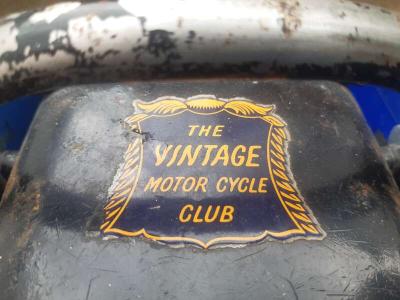 THE
VINTAGE
MOTOR CYCLE
CLUB